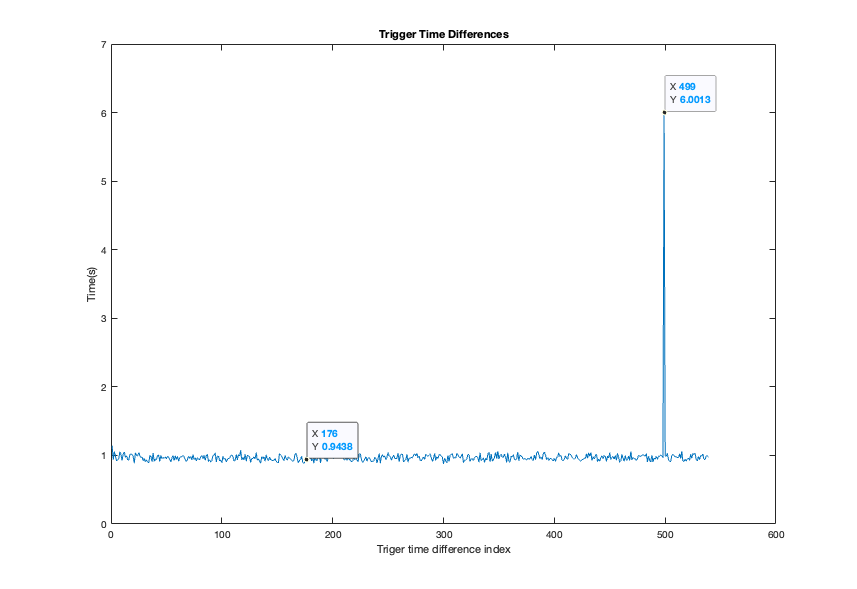 Trigger Time Differences
7
X 499
Y 6.0013
6
5
4
Time(s)
3
2
X 176
Y 0.9438
1
0
0 100 200 300 400 500 600
Triger time difference index